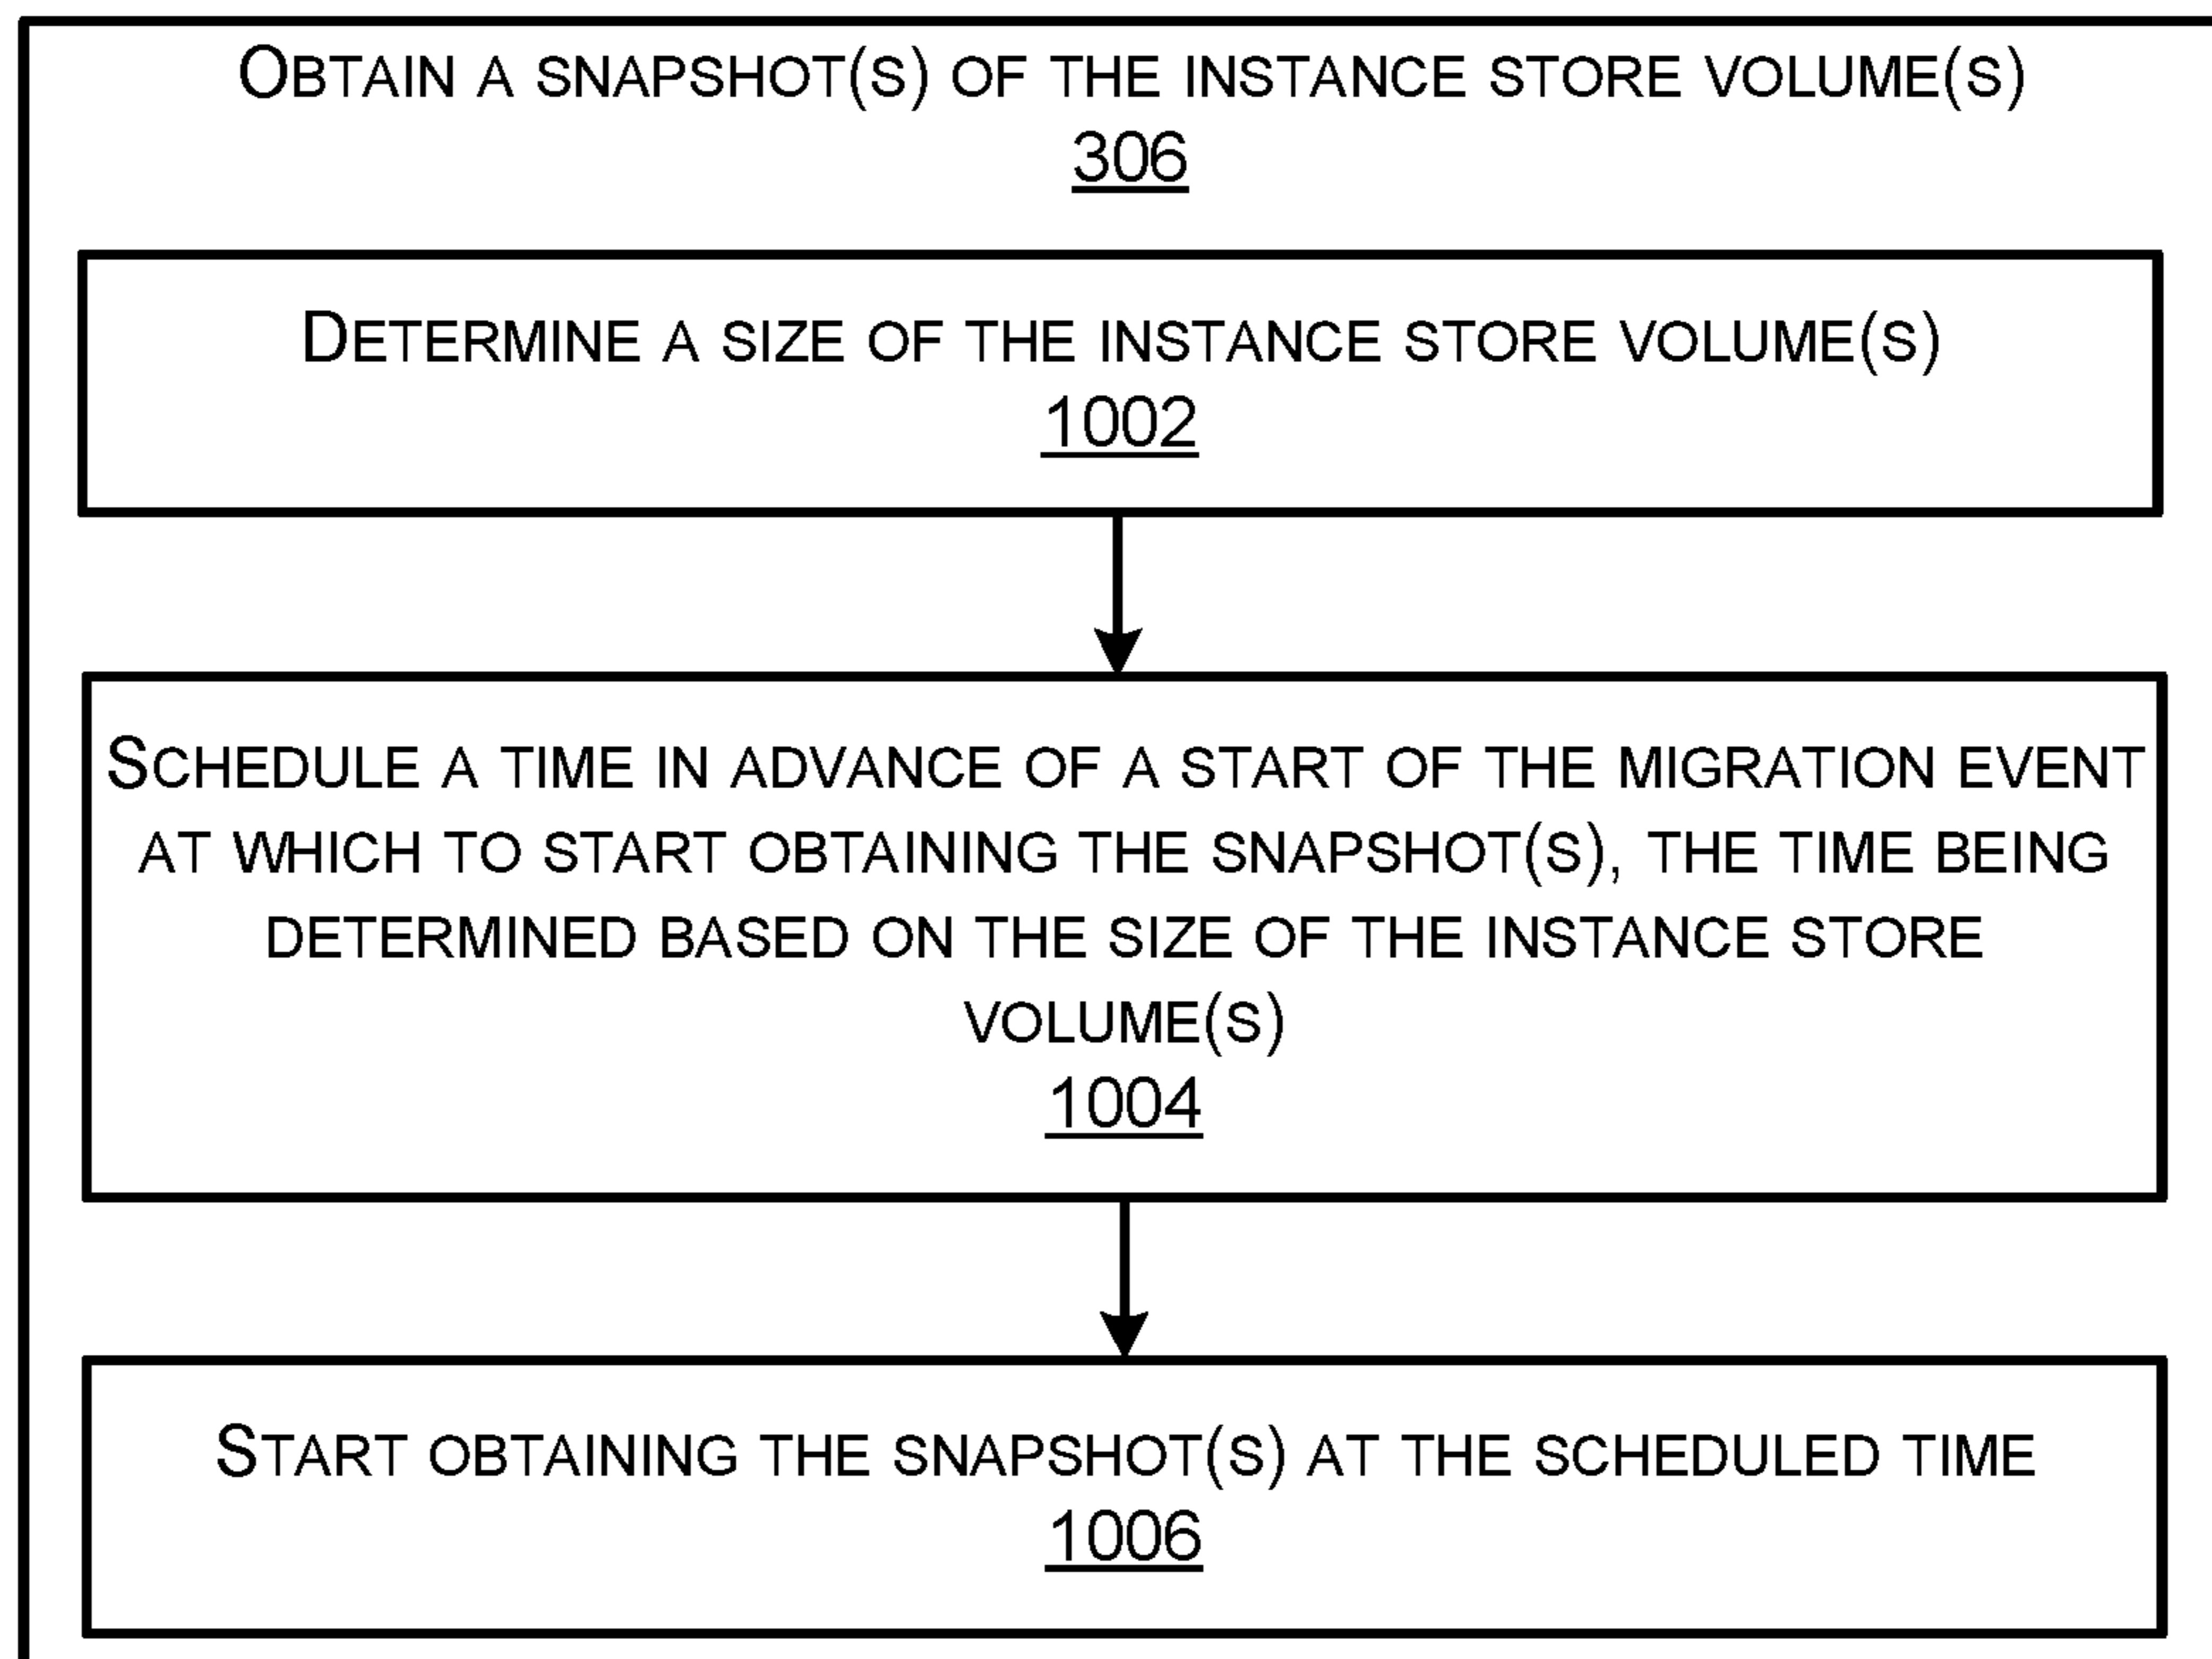 OBTAIN A SNAPSHOT(S) OF THE INSTANCE STORE VOLUME(S)
306
DETERMINE A SIZE OF THE INSTANCE STORE VOLUME(S)
1002
SCHEDULE A TIME IN ADVANCE OF A START OF THE MIGRATION EVENT
AT WHICH TO START OBTAINING THE SNAPSHOT(S), THE TIME BEING
DETERMINED BASED ON THE SIZE OF THE INSTANCE STORE
VOLUME(S)
1004
START OBTAINING THE SNAPSHOT(S) AT THE SCHEDULED TIME
1006